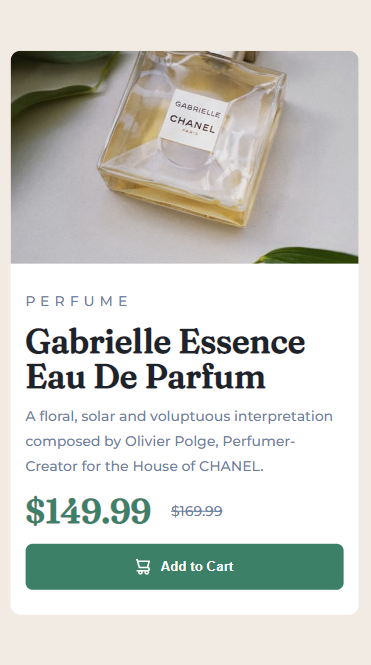 GABRIELLE
CHANEL
PARIS
PERFUME
Gabrielle Essence
Eau De Parfum
A floral, solar and voluptuous interpretation
composed by Olivier Polge, Perfumer-
Creator for the House of CHANEL.
$149.99 $169.99
Add to Cart